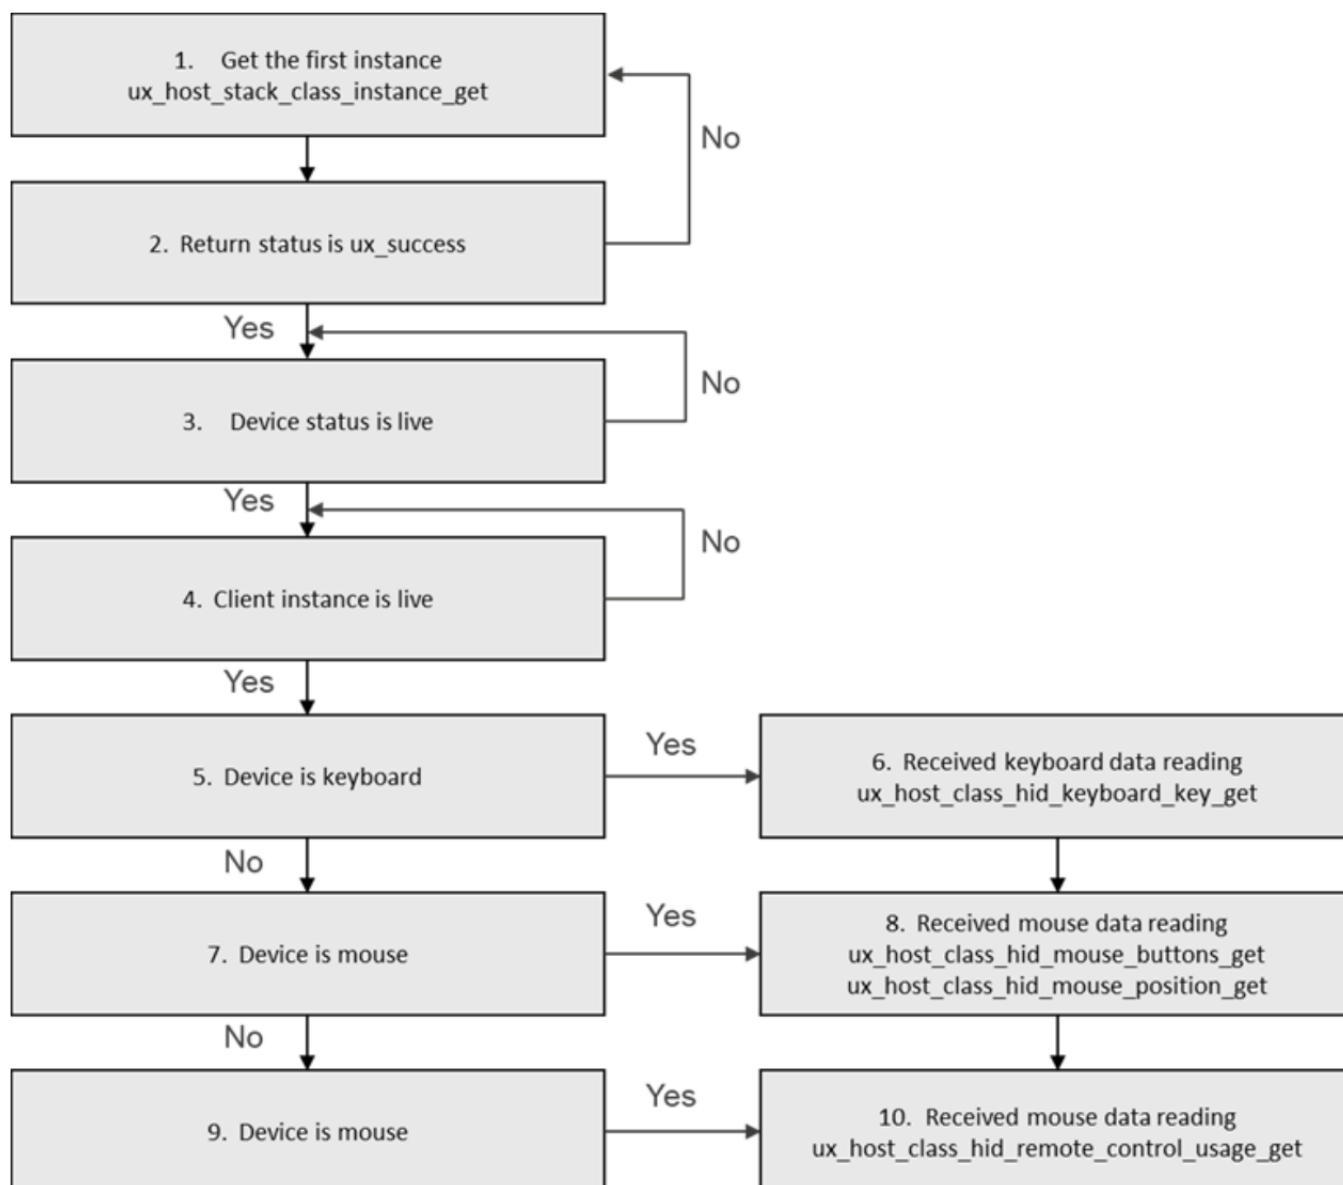 1. Get the first instance
ux_host_stack_class_instance_get
No
2. Return status is ux_success
Yes
No
3. Device status is live
Yes
No
4. Client instance is live
Yes
5. Device is keyboard
Yes
6. Received keyboard data reading
ux_host_class_hid_keyboard_key_get
No
7. Device is mouse
Yes
8. Received mouse data reading
ux_host_class_hid_mouse_buttons_get
ux_host_class_hid_mouse_position_get
No
9. Device is mouse
Yes
10. Received mouse data reading
ux_host_class_hid_remote_control_usage_get